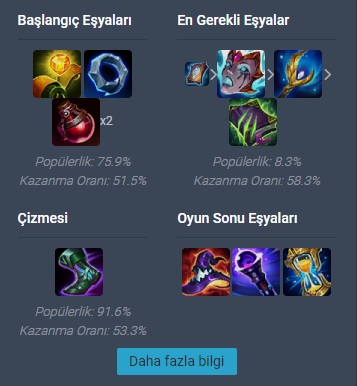 Başlangıç Eşyaları
x2
Popülerlik: 75.9%
Kazanma Oranı: 51.5%
En Gerekli Eşyalar
> > >
Popülerlik: 8.3%
Kazanma Oranı: 58.3%
Çizmesi
Popülerlik: 91.6%
Kazanma Oranı: 53.3%
Oyun Sonu Eşyaları
Daha fazla bilgi